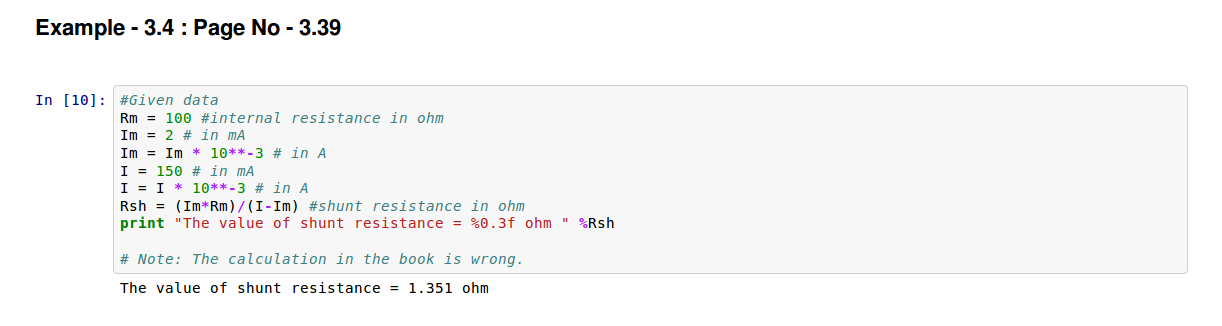 Example - 3.4 : Page No - 3.39
In [10]:
#Given data
Rm = 100 #internal resistance in ohm
Im = 2 # in mA
Im = Im * 10**-3 # in A
I = 150 # in mA
I = I * 10**-3 # in A
Rsh = (Im*Rm)/(I-Im) #shunt resistance in ohm
print "The value of shunt resistance = %0.3f ohm " %Rsh
# Note: The calculation in the book is wrong.
The value of shunt resistance = 1.351 ohm